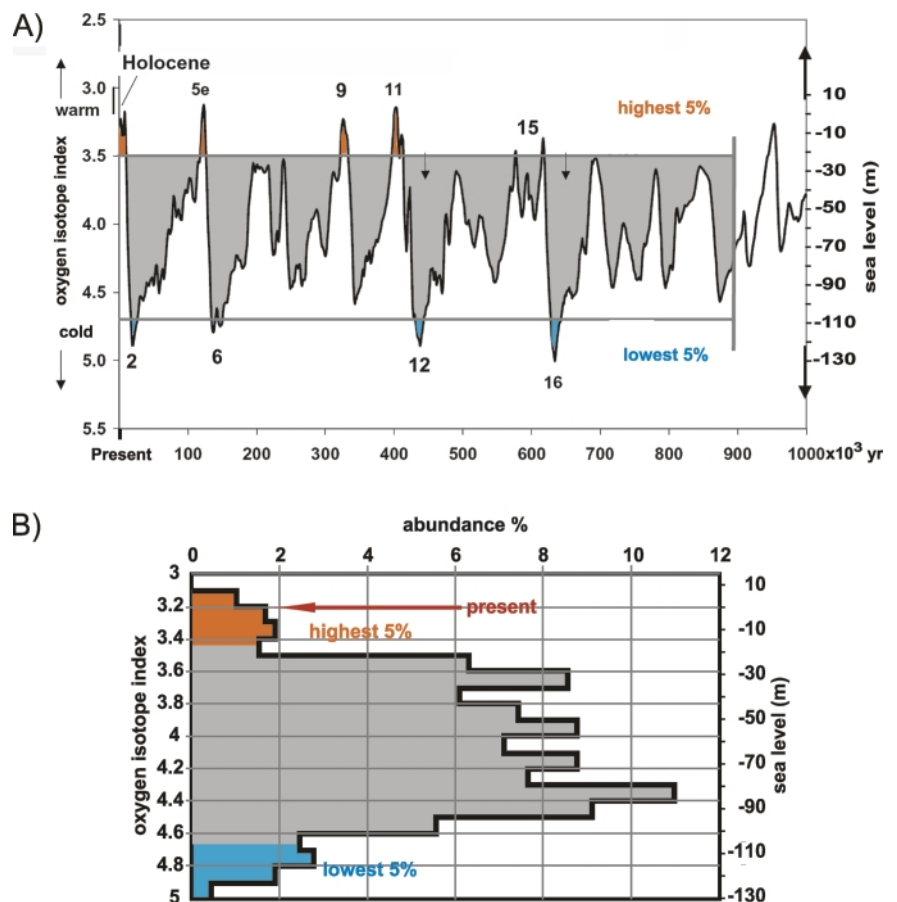 A)
2.5
Holocene
3.0
warm
5e
9
11
highest 5%
10
-10
15
3.5
-30
oxygen isotope index
4.0
-50
-70
sea level (m)
4.5
-90
-110
cold
lowest 5%
2
6
12
16
5.0
-130
5.5
Present 100 200 300 400 500 600 700 800 900 1000x10³ yr
B)
abundance %
0 2 4 6 8 10 12
3
10
3.2
present
highest 5%
-10
3.4
3.6
-30
3.8
-50
oxygen isotope index
4
-70
sea level (m)
4.2
4.4
-90
4.6
-110
4.8
lowest 5%
5
-130